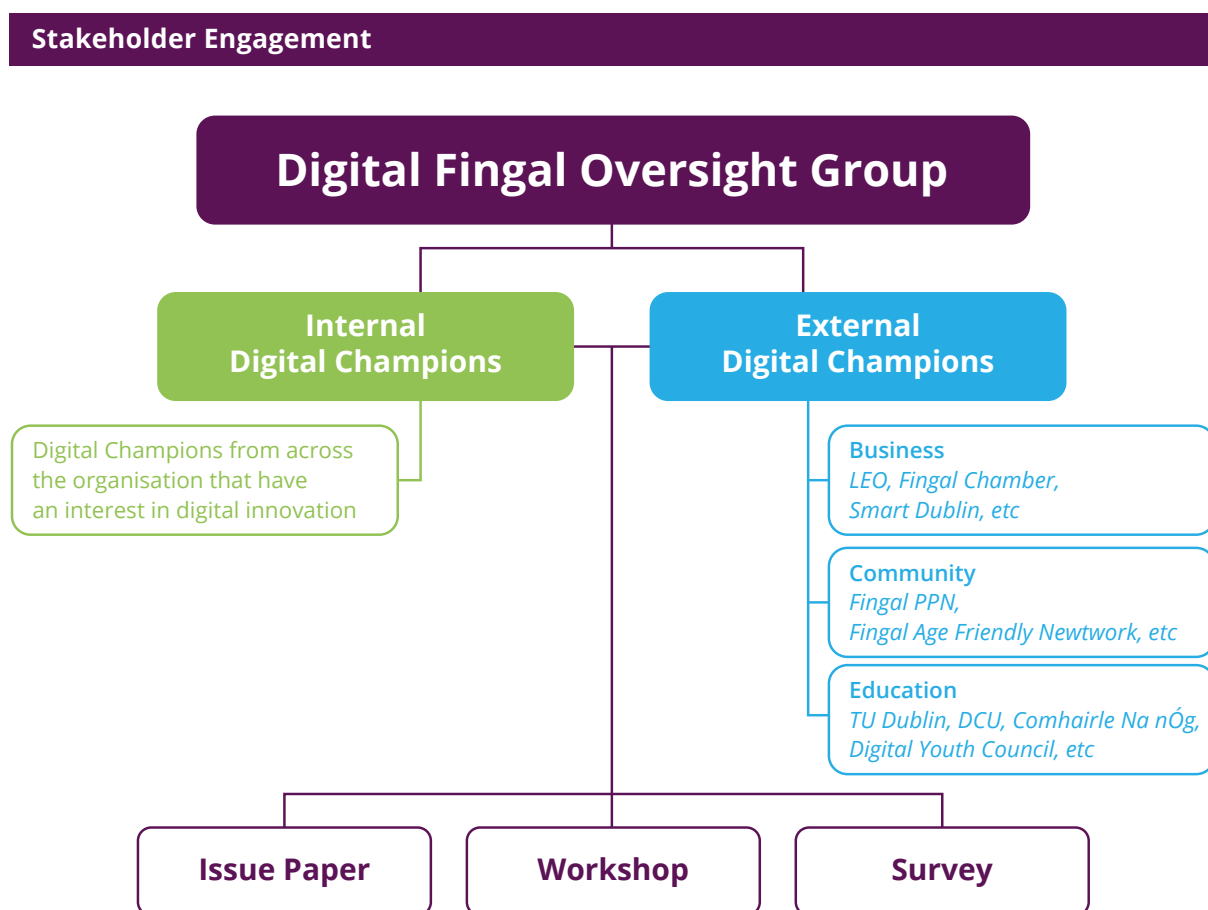 Stakeholder Engagement
Digital Fingal Oversight Group
Internal
Digital Champions
External
Digital Champions
Digital Champions from across
the organisation that have
an interest in digital innovation
Business
LEO, Fingal Chamber,
Smart Dublin, etc
Community
Fingal PPN,
Fingal Age Friendly Newtwork, etc
Education
TU Dublin, DCU, Comhairle Na nÓg,
Digital Youth Council, etc
Issue Paper
Workshop
Survey